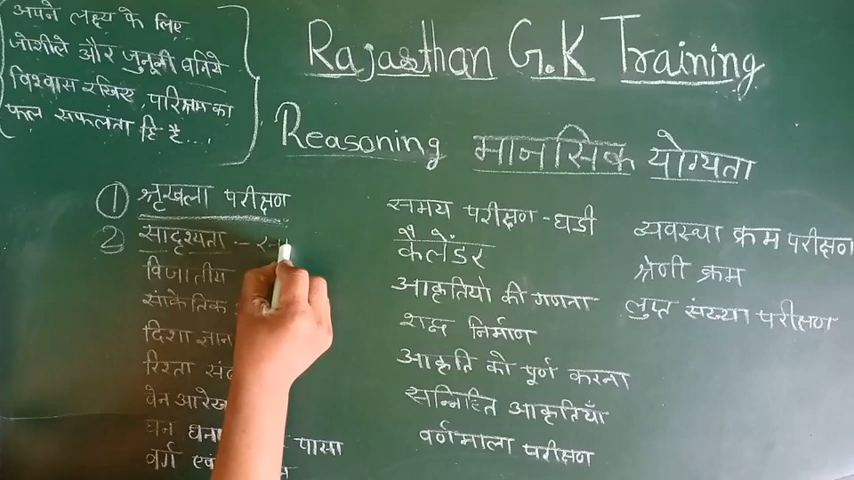 अपने लक्ष्य के लिए
जोशीले और जुनूनी बनिये
विश्वास रखिए परिश्रम का
फल सफलता हि है....
Rajasthan G.K Training
Reasoning मानसिक योग्यता
① श्रृखला परीक्षण
② सादृश्यता -
विजातीय
सांकेतिक
दिशा ज्ञान
रिश्ता
वेन आरेख
घन पासा
वर्ग
समय परीक्षण - घडी
कैलेंडर
आकृतियो की गणना
शब्द निर्माण
आकृति को पूर्ण करना
सन्निहित आकृतियाँ
वर्णमाला परीक्षण
व्यवस्था क्रम परीक्षण
श्रेणी क्रम
लुप्त संख्या परीक्षण